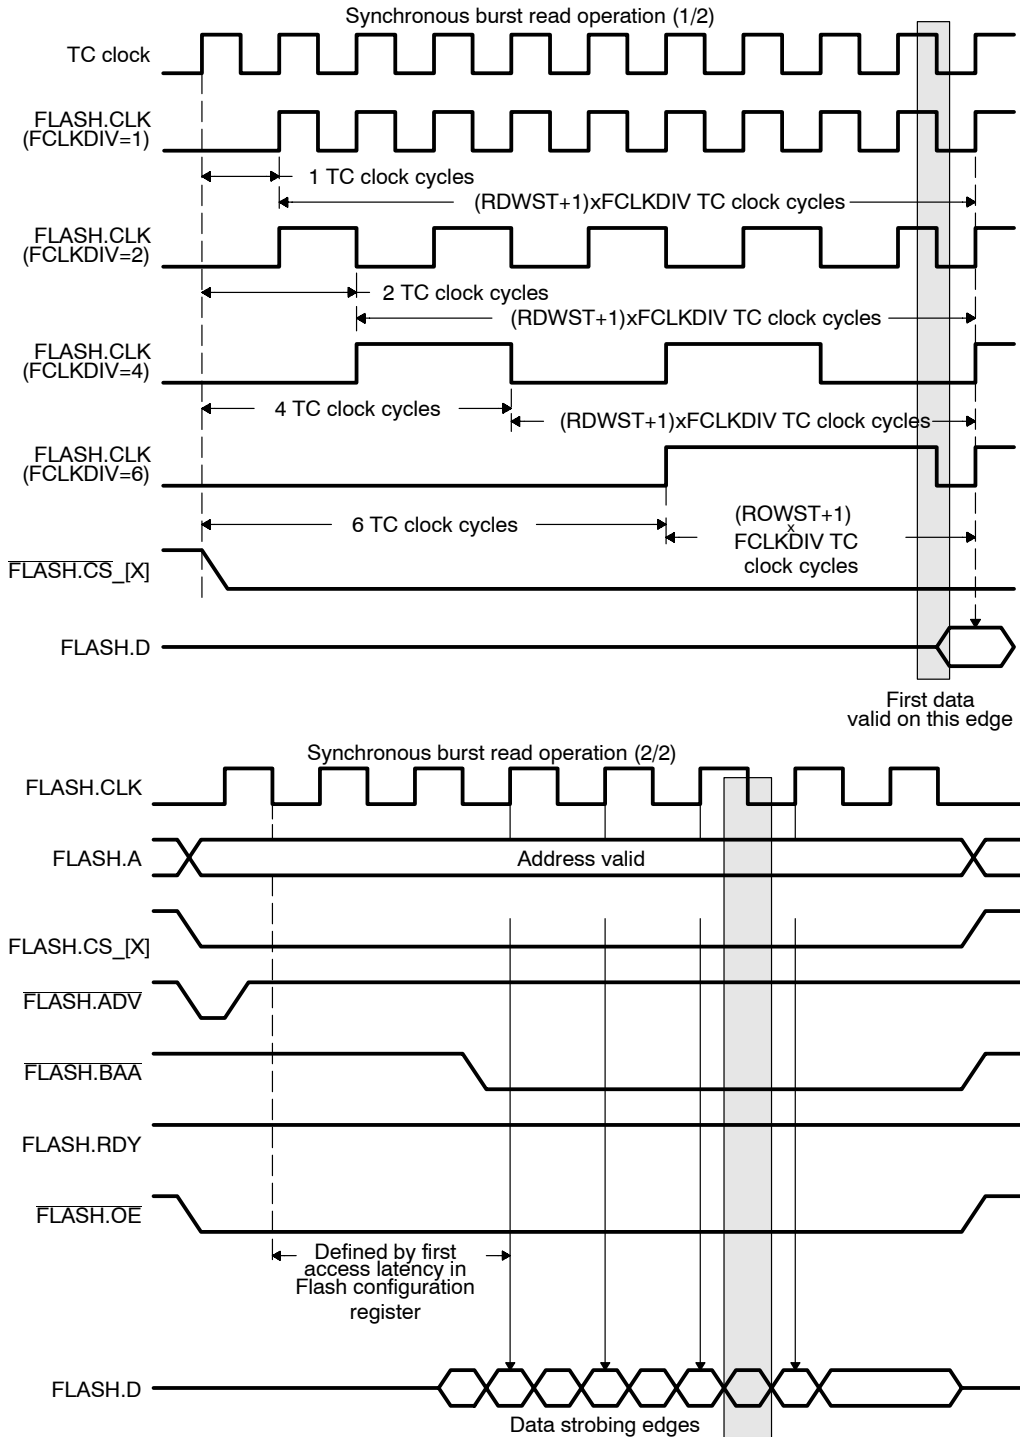 Synchronous burst read operation (1/2)
TC clock
FLASH.CLK
(FCLKDIV=1)
1 TC clock cycles
(RDWST+1)xFCLKDIV TC clock cycles
FLASH.CLK
(FCLKDIV=2)
2 TC clock cycles
(RDWST+1)xFCLKDIV TC clock cycles
FLASH.CLK
(FCLKDIV=4)
4 TC clock cycles
(RDWST+1)xFCLKDIV TC clock cycles
FLASH.CLK
(FCLKDIV=6)
6 TC clock cycles
(ROWST+1)
x
FCLKDIV TC
clock cycles
FLASH.CS_[X]
FLASH.D
First data
valid on this edge
Synchronous burst read operation (2/2)
FLASH.CLK
FLASH.A
Address valid
FLASH.CS_[X]
FLASH.ADV
FLASH.BAA
FLASH.RDY
FLASH.OE
Defined by first
access latency in
Flash configuration
register
FLASH.D
Data strobing edges